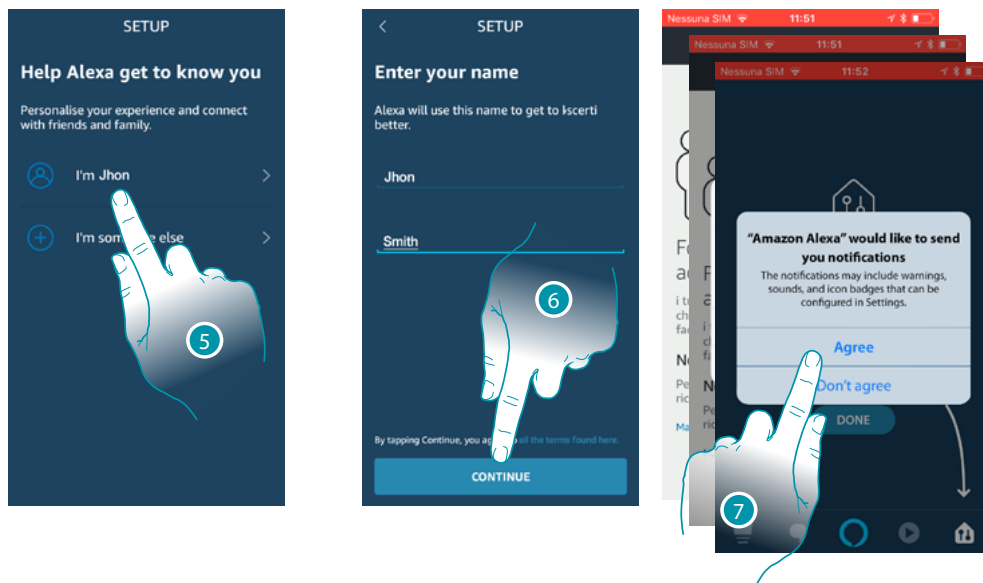 SETUP
Help Alexa get to know you
Personalise your experience and connect
with friends and family.
I'm Jhon
I'm som e else
5
SETUP
Enter your name
Alexa will use this name to get to kscerti
better.
Jhon
Smith
6
By tapping Continue, you ag all the terms found here.
CONTINUE
Nessuna SIM 11:51
Nessuna SIM 11:51
Nessuna SIM 11:52
"Amazon Alexa" would like to send
you notifications
The notifications may include warnings,
sounds, and icon badges that can be
configured in Settings.
Agree
Don't agree
DONE
7